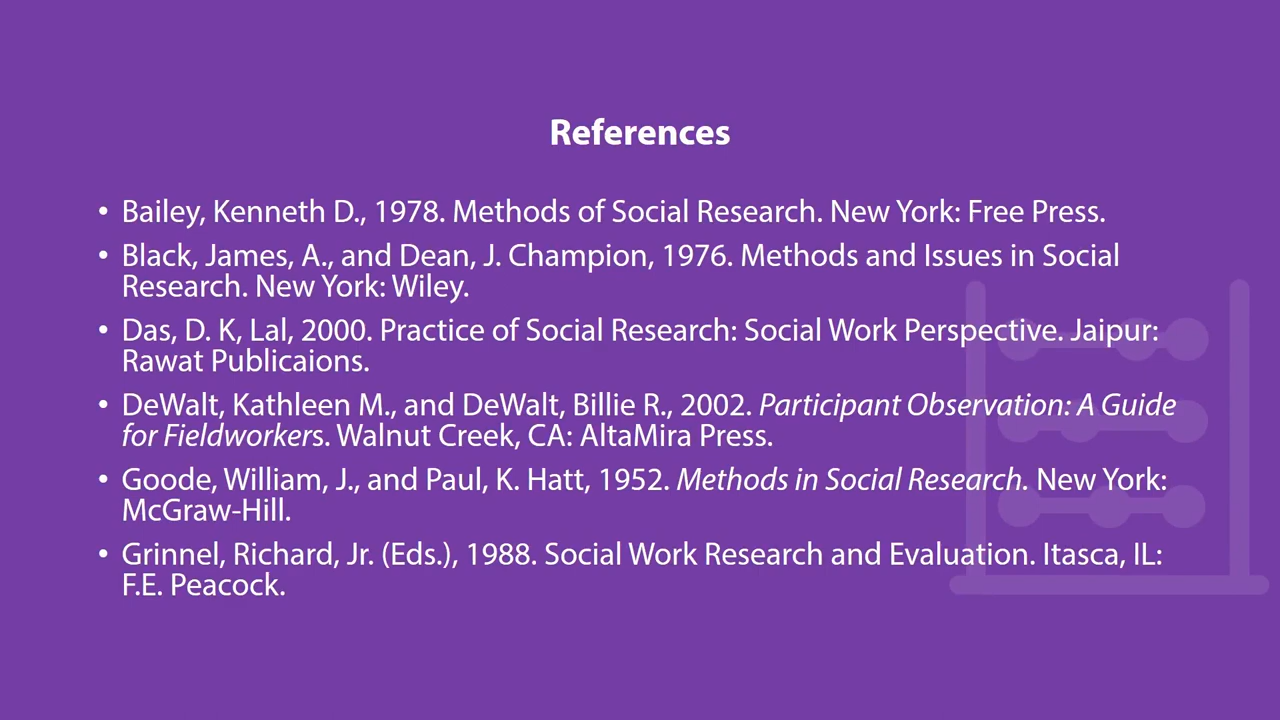 References
• Bailey, Kenneth D., 1978. Methods of Social Research. New York: Free Press.
• Black, James, A., and Dean, J. Champion, 1976. Methods and Issues in Social
Research. New York: Wiley.
• Das, D. K, Lal, 2000. Practice of Social Research: Social Work Perspective. Jaipur:
Rawat Publicaions.
• DeWalt, Kathleen M., and DeWalt, Billie R., 2002. Participant Observation: A Guide
for Fieldworkers. Walnut Creek, CA: AltaMira Press.
• Goode, William, J., and Paul, K. Hatt, 1952. Methods in Social Research. New York:
McGraw-Hill.
• Grinnel, Richard, Jr. (Eds.), 1988. Social Work Research and Evaluation. Itasca, IL:
F.E. Peacock.